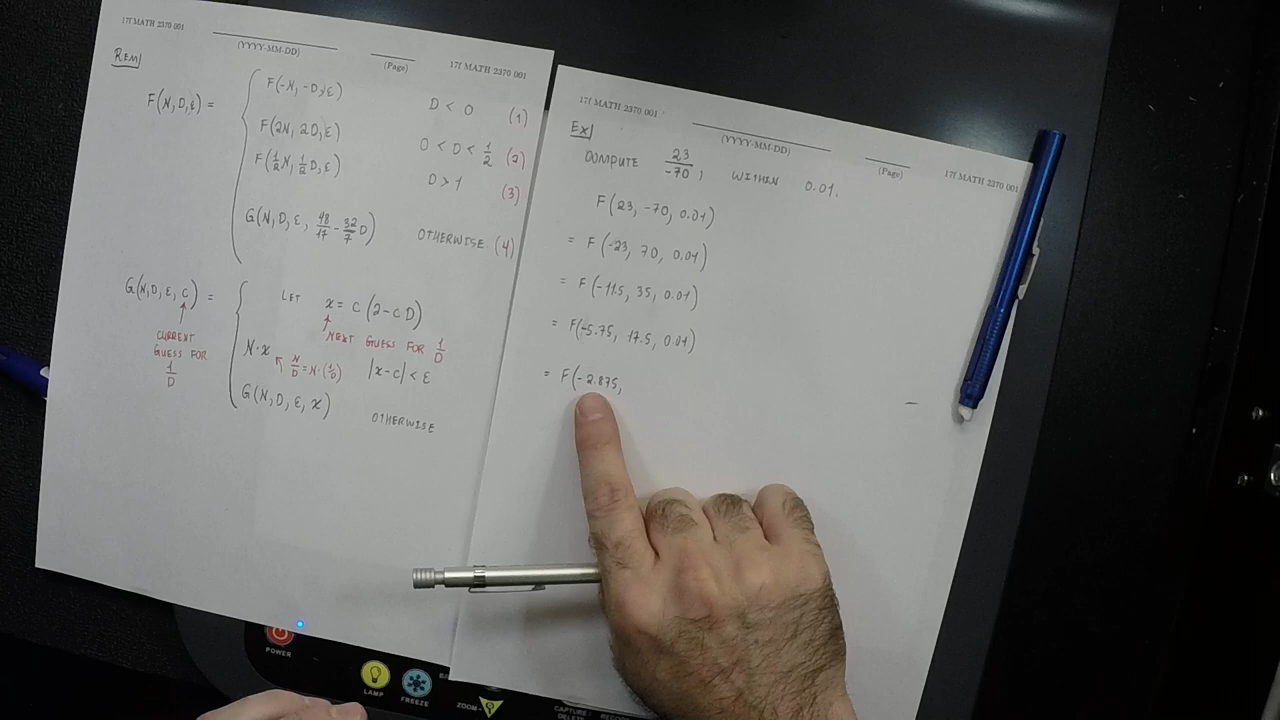 17f MATH 2370 001
(YYYY-MM-DD)
(Page)
17f MATH 2370 001
REM
F(N,D,ε) =
F(-N, -D, ε) D < 0 (1)
F(2N, 2D, ε) 0 < D < 1/2 (2)
F(1/2 N, 1/2 D, ε) D > 1 (3)
G(N, D, ε, 48/17 - 32/7 D) OTHERWISE. (4)
G(N,D,ε,C) =
LET x = C (2 - C D)
NEXT GUESS FOR 1/D
CURRENT
GUESS FOR
1/D
N·x N/D = N·(1/D) |x-c| < ε
G(N, D, ε, x) OTHERWISE
17f MATH 2370 001
(YYYY-MM-DD)
(Page)
17f MATH 2370 001
EX
COMPUTE 23/-70, WITHIN 0.01.
F(23, -70, 0.01)
= F(-23, 70, 0.01)
= F(-11.5, 35, 0.01)
= F(-5.75, 17.5, 0.01)
= F(-2.875,
POWER
LAMP
FREEZE
ZOOM